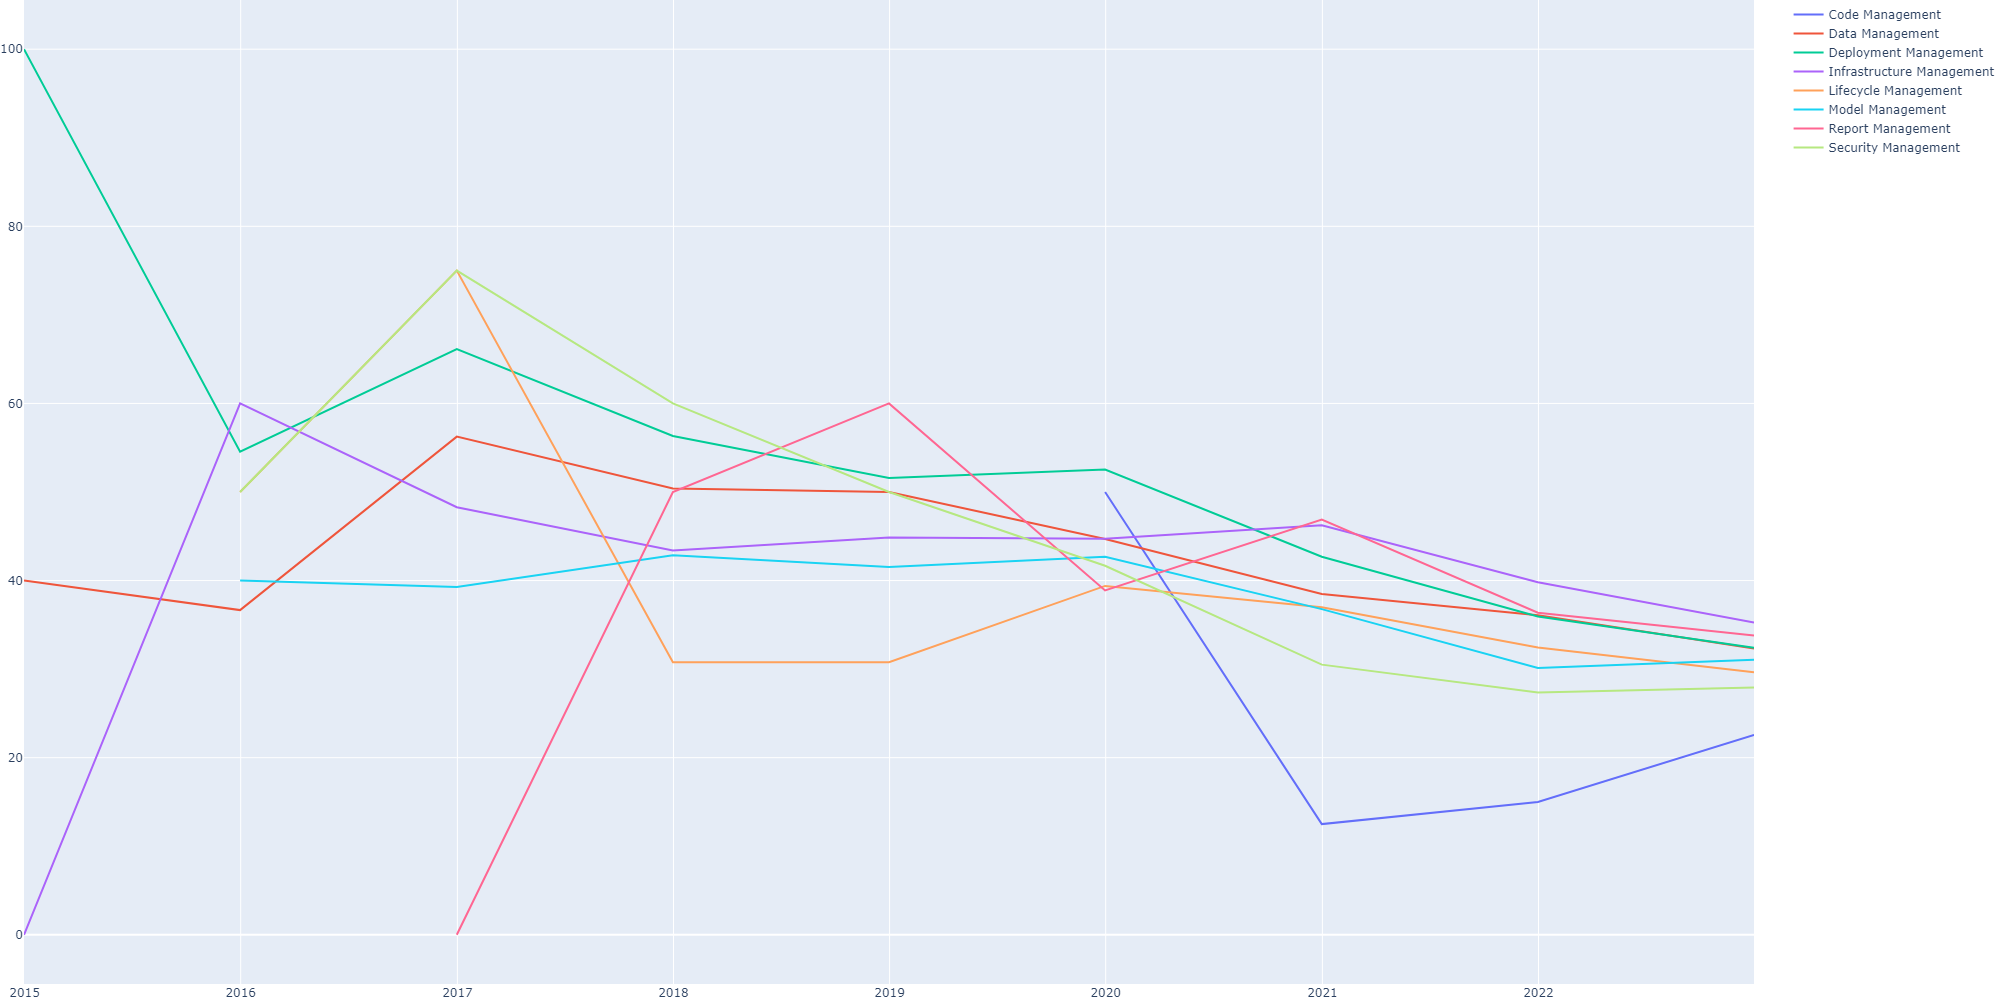 100
80
60
40
20
0
2015
2016
2017
2018
2019
2020
2021
2022
Code Management
Data Management
Deployment Management
Infrastructure Management
Lifecycle Management
Model Management
Report Management
Security Management